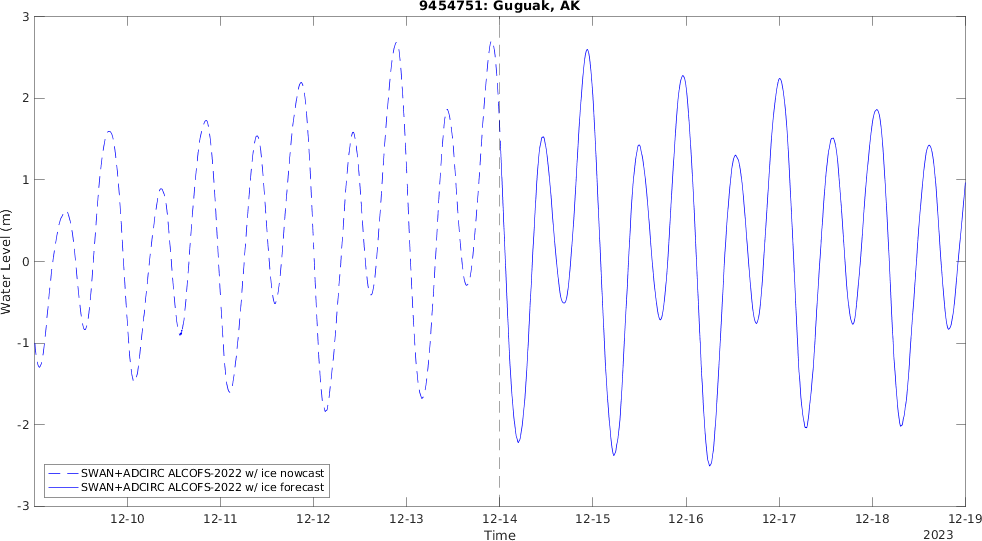 9454751: Guguak, AK
3
2
1
0
-1
-2
-3
Water Level (m)
SWAN+ADCIRC ALCOFS-2022 w/ ice nowcast
SWAN+ADCIRC ALCOFS-2022 w/ ice forecast
12-10 12-11 12-12 12-13 12-14 12-15 12-16 12-17 12-18 12-19
Time
2023